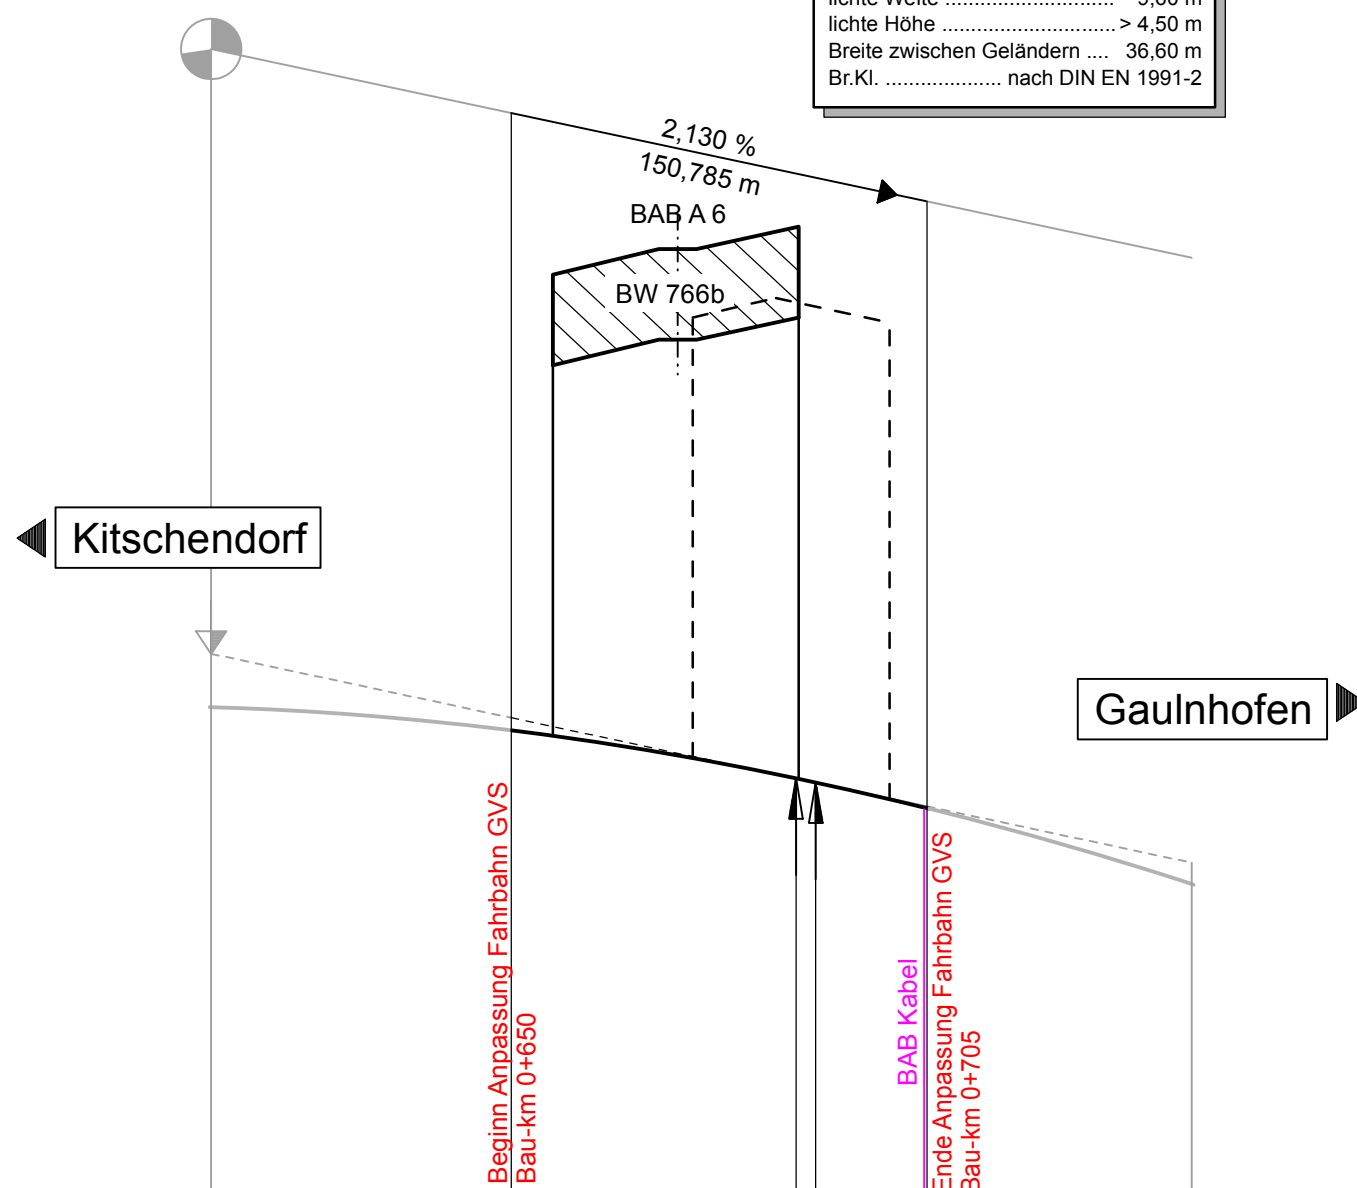 lichte Höhe .............................. > 4,50 m
Breite zwischen Geländern .... 36,60 m
Br.Kl. .................... nach DIN EN 1991-2
2,130 %
150,785 m
BAB A 6
BW 766b
Kitschendorf
Gaulnhofen
Beginn Anpassung Fahrbahn GVS
Bau-km 0+650
BAB Kabel
Ende Anpassung Fahrbahn GVS
Bau-km 0+705